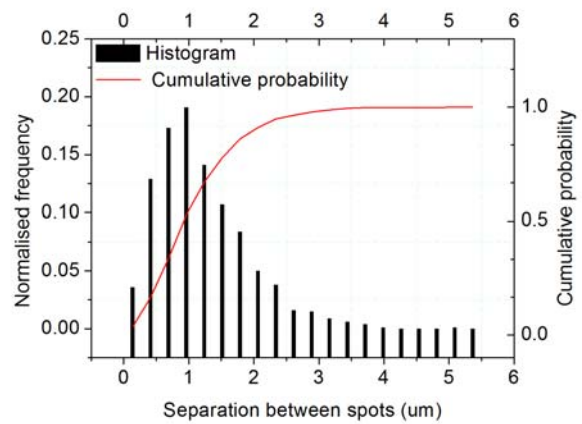 0 1 2 3 4 5 6
0.25
0.20
0.15
0.10
0.05
0.00
Normalised frequency
Histogram
Cumulative probability
1.0
0.5
0.0
Cumulative probability
0 1 2 3 4 5 6
Separation between spots (um)